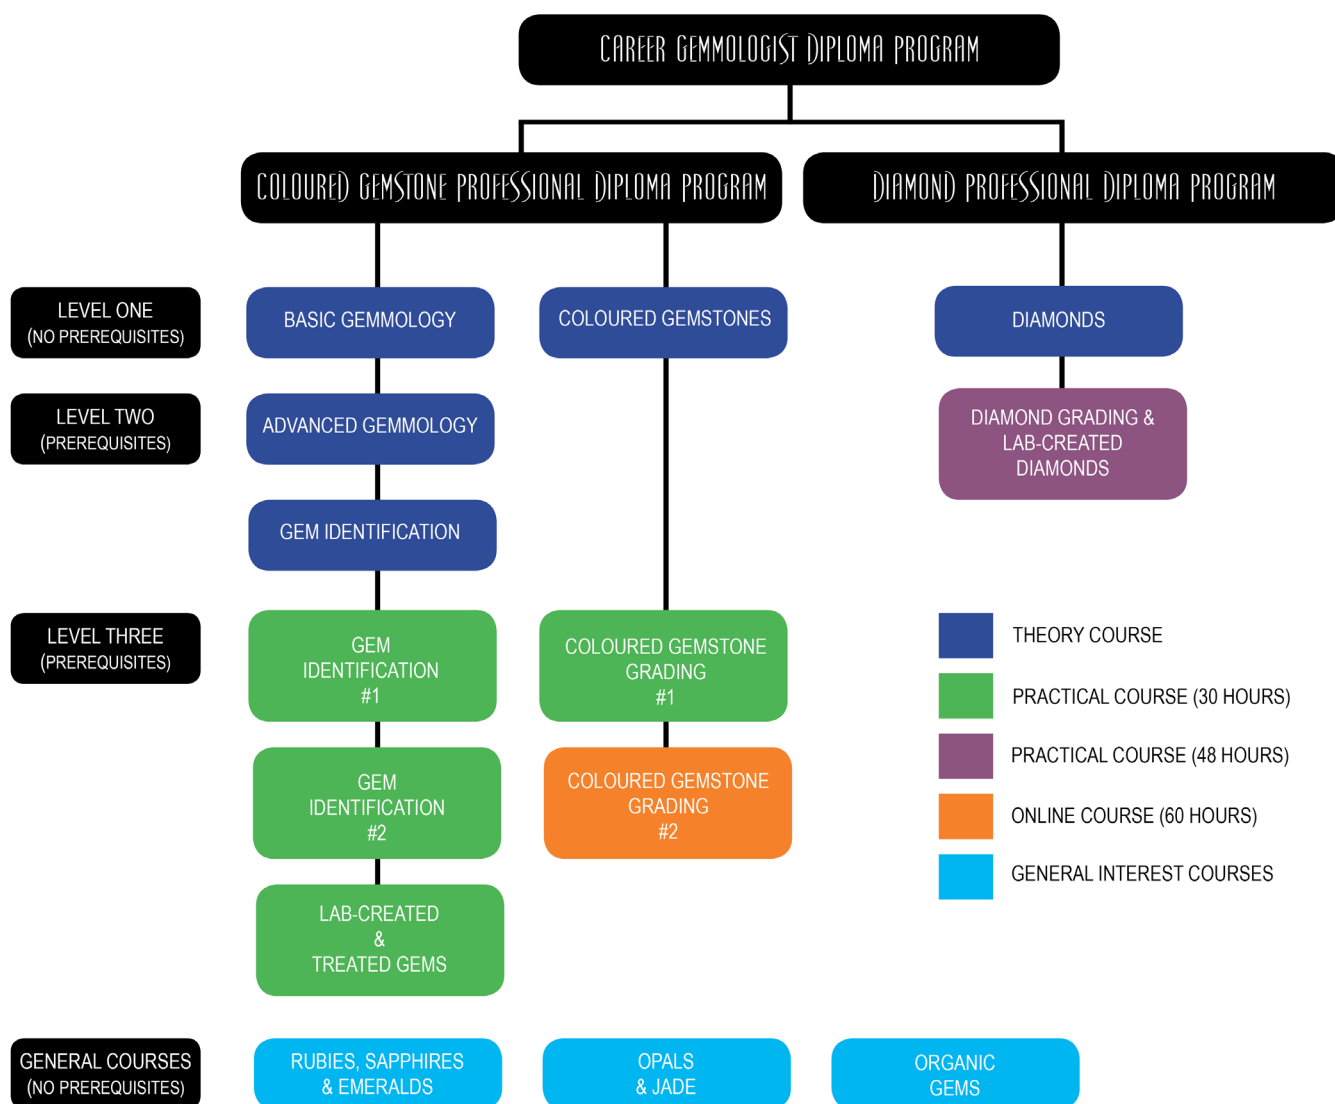 CAREER GEMMOLOGIST DIPLOMA PROGRAM
COLOURED GEMSTONE PROFESSIONAL DIPLOMA PROGRAM
DIAMOND PROFESSIONAL DIPLOMA PROGRAM
LEVEL ONE
(NO PREREQUISITES)
BASIC GEMMOLOGY
COLOURED GEMSTONES
DIAMONDS
LEVEL TWO
(PREREQUISITES)
ADVANCED GEMMOLOGY
DIAMOND GRADING &
LAB-CREATED
DIAMONDS
GEM IDENTIFICATION
LEVEL THREE
(PREREQUISITES)
GEM
IDENTIFICATION
#1
COLOURED GEMSTONE
GRADING
#1
GEM
IDENTIFICATION
#2
COLOURED GEMSTONE
GRADING
#2
LAB-CREATED
&
TREATED GEMS
THEORY COURSE
PRACTICAL COURSE (30 HOURS)
PRACTICAL COURSE (48 HOURS)
ONLINE COURSE (60 HOURS)
GENERAL INTEREST COURSES
GENERAL COURSES
(NO PREREQUISITES)
RUBIES, SAPPHIRES
& EMERALDS
OPALS
& JADE
ORGANIC
GEMS